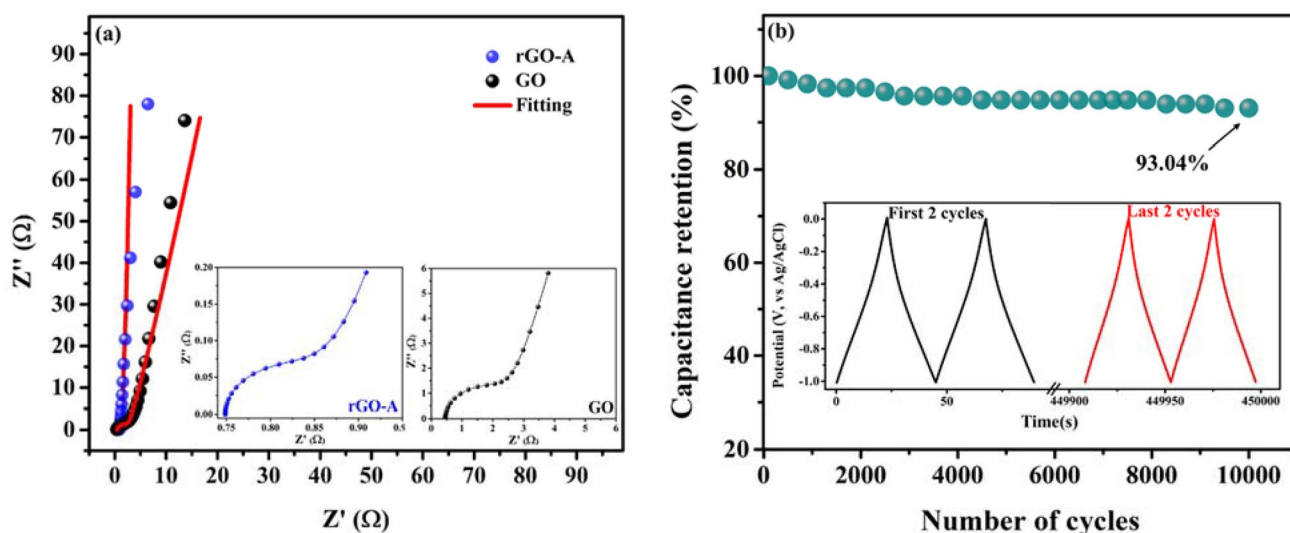 (a)
rGO-A
GO
Fitting
90
80
70
60
50
40
30
20
10
0
Z'' (Ω)
0 10 20 30 40 50 60 70 80 90
Z' (Ω)
0.20
0.15
0.10
0.05
0.00
Z'' (Ω)
rGO-A
0.75 0.80 0.85 0.90 0.9
Z' (Ω)
6
5
4
3
2
1
0
Z'' (Ω)
GO
0 1 2 3 4 5 6
Z' (Ω)
(b)
100
80
60
40
20
Capacitance retention (%)
93.04%
First 2 cycles
Last 2 cycles
0.0
-0.2
-0.4
-0.6
-0.8
-1.0
Potential (V, vs Ag/AgCl)
0 50 449900 449950 450000
Time(s)
0 2000 4000 6000 8000 10000
Number of cycles